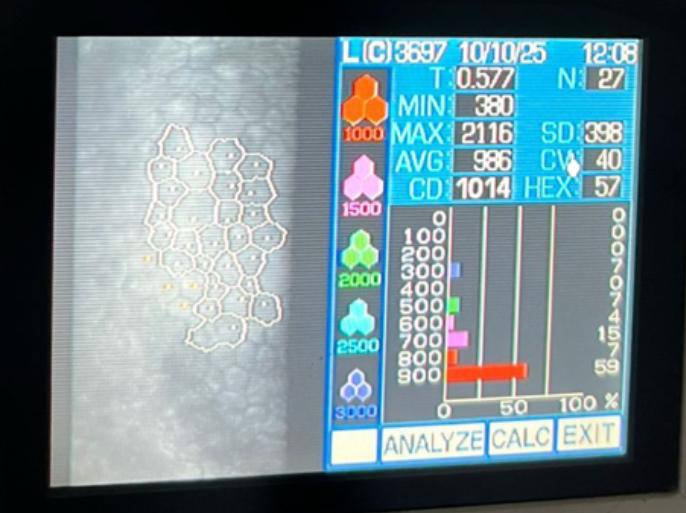 L (C) 3697 10/10/25 12:08
T: 0.577 N: 27
MIN: 380
MAX: 2116 SD: 398
AVG: 986 CV: 40
CD: 1014 HEX: 57
1000
1500
2000
2500
3000
0 0
100 0
200 0
300 7
400 0
500 7
600 4
700 15
800 7
900 59
0 50 100 %
ANALYZE CALC EXIT